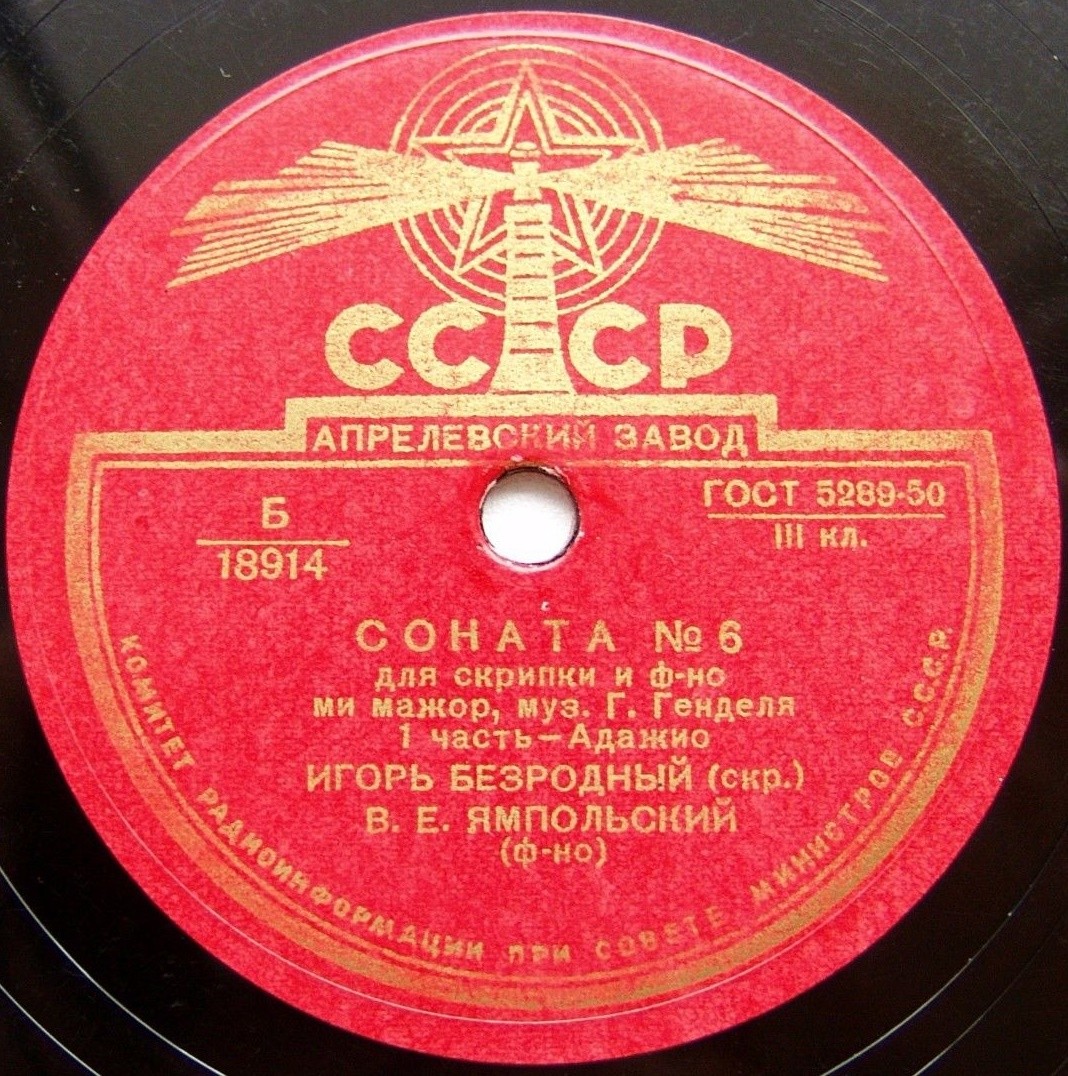 СССР
АПРЕЛЕВСКИЙ ЗАВОД
Б
18914
ГОСТ 5289-50
III кл.
СОНАТА № 6
для скрипки и ф-но
ми мажор, муз. Г. Генделя
1 часть — Адажио
ИГОРЬ БЕЗРОДНЫЙ (скр.)
В. Е. ЯМПОЛЬСКИЙ
(ф-но)
КОМИТЕТ РАДИОИНФОРМАЦИИ ПРИ СОВЕТЕ МИНИСТРОВ СССР